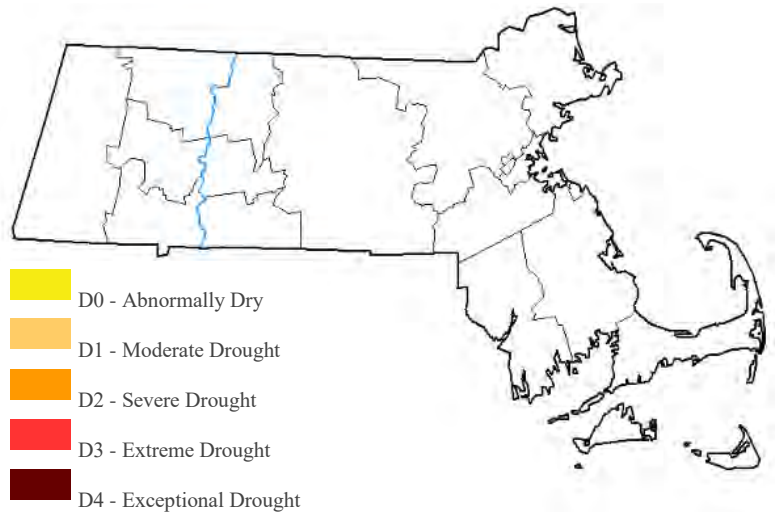 D0 - Abnormally Dry
D1 - Moderate Drought
D2 - Severe Drought
D3 - Extreme Drought
D4 - Exceptional Drought